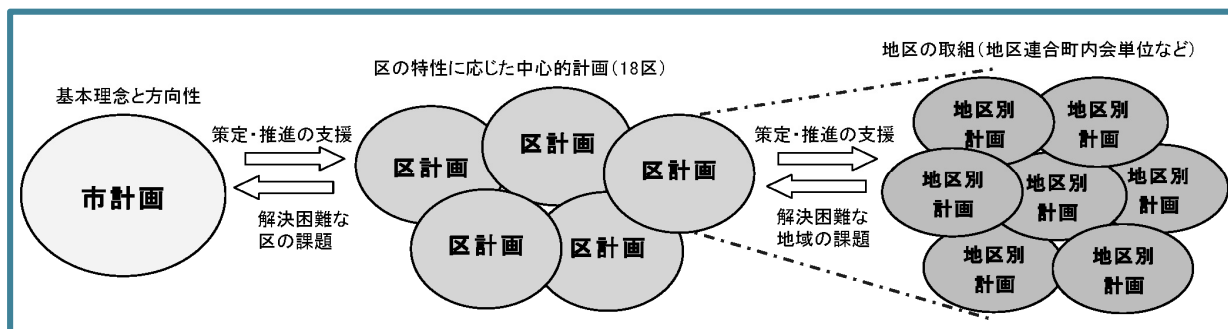 基本理念と方向性
市計画
策定・推進の支援
解決困難な
区の課題
区の特性に応じた中心的計画(18区)
区計画
区計画
区計画
区計画
区計画
策定・推進の支援
解決困難な
地域の課題
地区の取組(地区連合町内会単位など)
地区別
計画
地区別
計画
地区別
計画
地区別
計画
地区別
計画
地区別
計画
地区別
計画